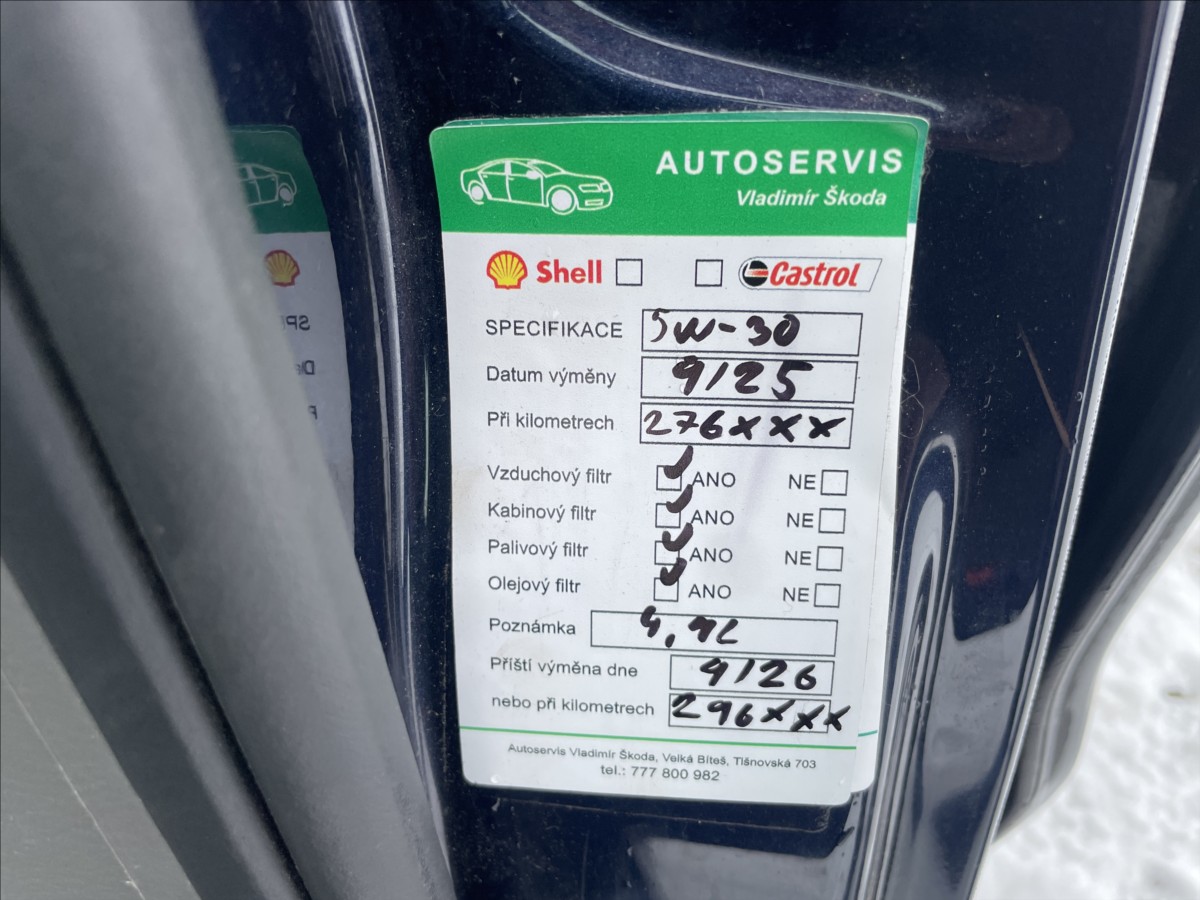 AUTOSERVIS
Vladimír Škoda
Shell Castrol
SPECIFIKACE 5W-30
Datum výměny 9/25
Při kilometrech 276xxx
Vzduchový filtr ANO NE
Kabinový filtr ANO NE
Palivový filtr ANO NE
Olejový filtr ANO NE
Poznámka 4,9L
Příští výměna dne 9/26
nebo při kilometrech 296xxx
Autoservis Vladimír Škoda, Velká Bíteš, Tišnovská 703
tel.: 777 800 982